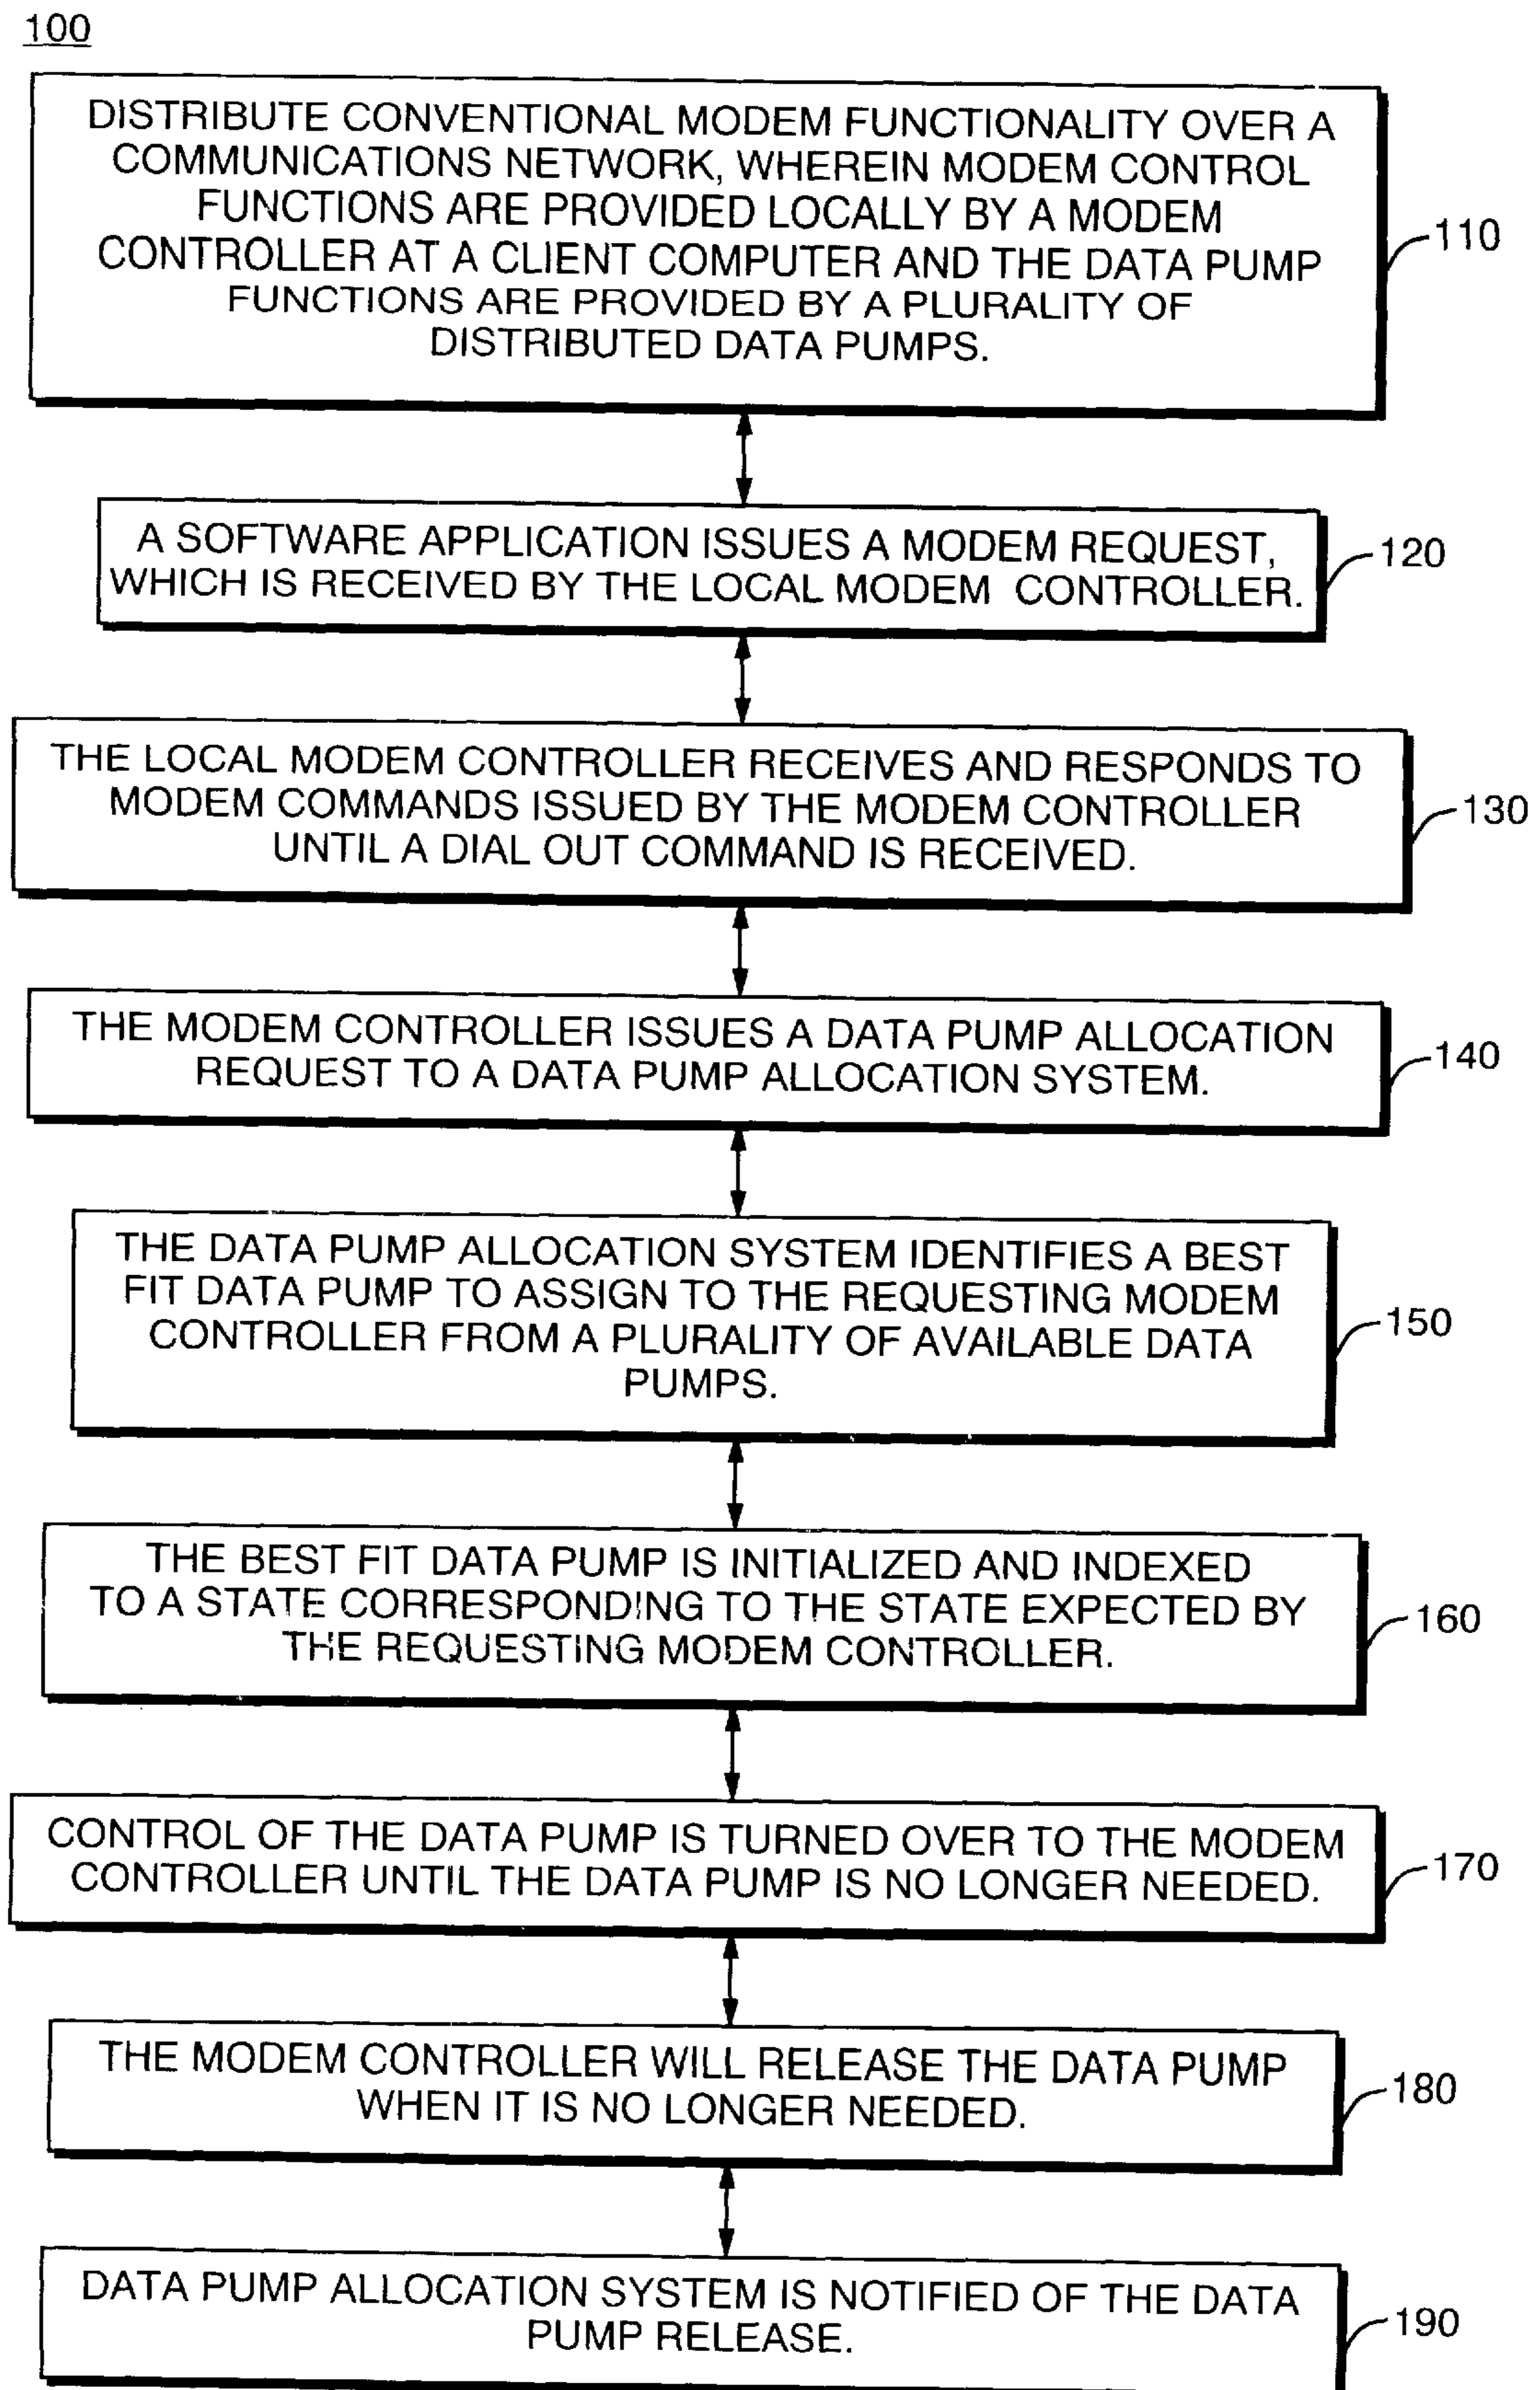 100
DISTRIBUTE CONVENTIONAL MODEM FUNCTIONALITY OVER A
COMMUNICATIONS NETWORK, WHEREIN MODEM CONTROL
FUNCTIONS ARE PROVIDED LOCALLY BY A MODEM
CONTROLLER AT A CLIENT COMPUTER AND THE DATA PUMP
FUNCTIONS ARE PROVIDED BY A PLURALITY OF
DISTRIBUTED DATA PUMPS.
110
A SOFTWARE APPLICATION ISSUES A MODEM REQUEST,
WHICH IS RECEIVED BY THE LOCAL MODEM CONTROLLER.
120
THE LOCAL MODEM CONTROLLER RECEIVES AND RESPONDS TO
MODEM COMMANDS ISSUED BY THE MODEM CONTROLLER
UNTIL A DIAL OUT COMMAND IS RECEIVED.
130
THE MODEM CONTROLLER ISSUES A DATA PUMP ALLOCATION
REQUEST TO A DATA PUMP ALLOCATION SYSTEM.
140
THE DATA PUMP ALLOCATION SYSTEM IDENTIFIES A BEST
FIT DATA PUMP TO ASSIGN TO THE REQUESTING MODEM
CONTROLLER FROM A PLURALITY OF AVAILABLE DATA
PUMPS.
150
THE BEST FIT DATA PUMP IS INITIALIZED AND INDEXED
TO A STATE CORRESPONDING TO THE STATE EXPECTED BY
THE REQUESTING MODEM CONTROLLER.
160
CONTROL OF THE DATA PUMP IS TURNED OVER TO THE MODEM
CONTROLLER UNTIL THE DATA PUMP IS NO LONGER NEEDED.
170
THE MODEM CONTROLLER WILL RELEASE THE DATA PUMP
WHEN IT IS NO LONGER NEEDED.
180
DATA PUMP ALLOCATION SYSTEM IS NOTIFIED OF THE DATA
PUMP RELEASE.
190